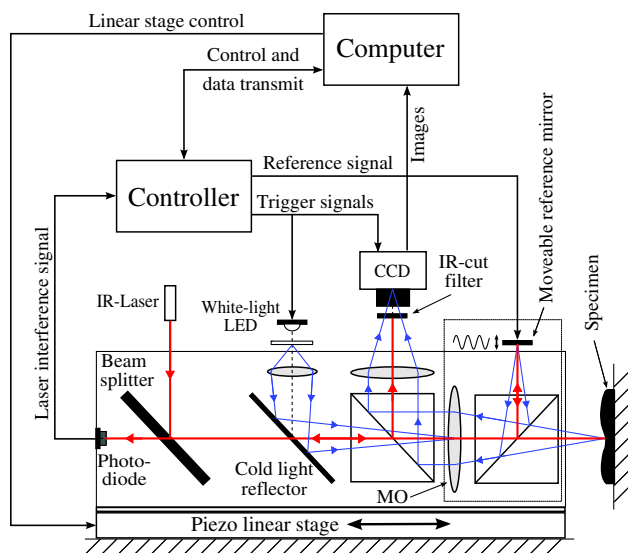 Linear stage control
Computer
Control and
data transmit
Images
Reference signal
Controller
Trigger signals
Moveable reference mirror
Laser interference signal
CCD
IR-cut
filter
IR-Laser
White-light
LED
Specimen
Beam
splitter
Photo-
diode
Cold light
reflector
MO
Piezo linear stage